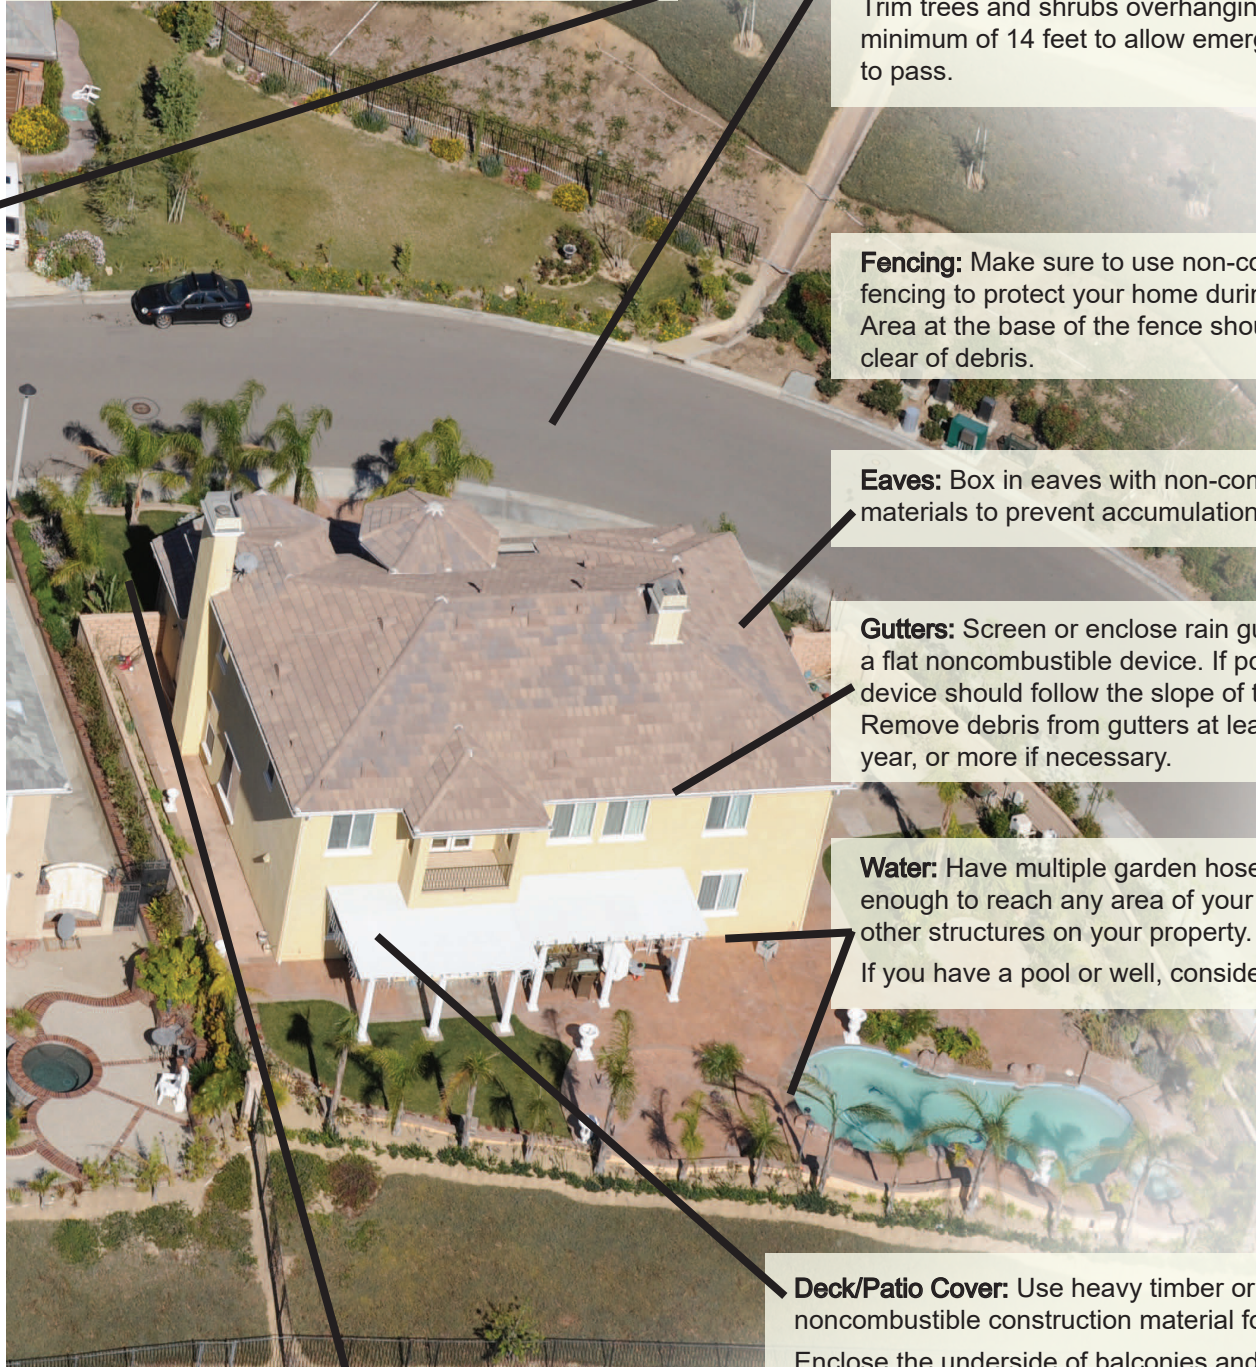 Trim trees and shrubs overhanging
minimum of 14 feet to allow emerg
to pass.
Fencing: Make sure to use non-co
fencing to protect your home durin
Area at the base of the fence shou
clear of debris.
Eaves: Box in eaves with non-con
materials to prevent accumulation
Gutters: Screen or enclose rain gu
a flat noncombustible device. If po
device should follow the slope of t
Remove debris from gutters at lea
year, or more if necessary.
Water: Have multiple garden hose
enough to reach any area of your
other structures on your property.
If you have a pool or well, conside
Deck/Patio Cover: Use heavy timber or
noncombustible construction material fo
Enclose the underside of balconies and